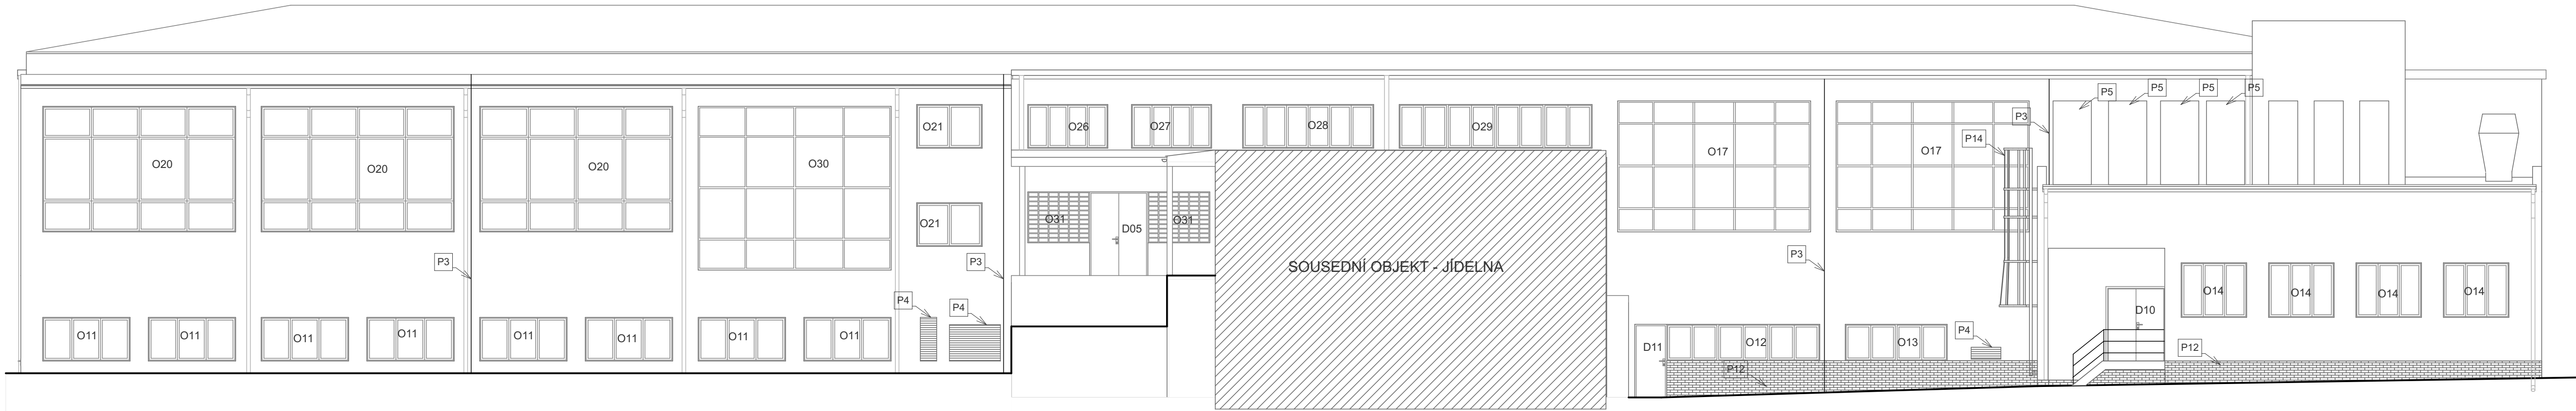 P5 P5 P5 P5
P3
O21 O26 O27 O28 O29
P14
O17 O17
O20 O20 O20 O30
O31 D05 O31
O21
P3 P3 P3
SOUSEDNÍ OBJEKT - JÍDELNA
O14 O14 O14 O14
P4 P4
D10
P4
O11 O11 O11 O11 O11 O11 O11 O11
D11 O12 O13
P12
P12